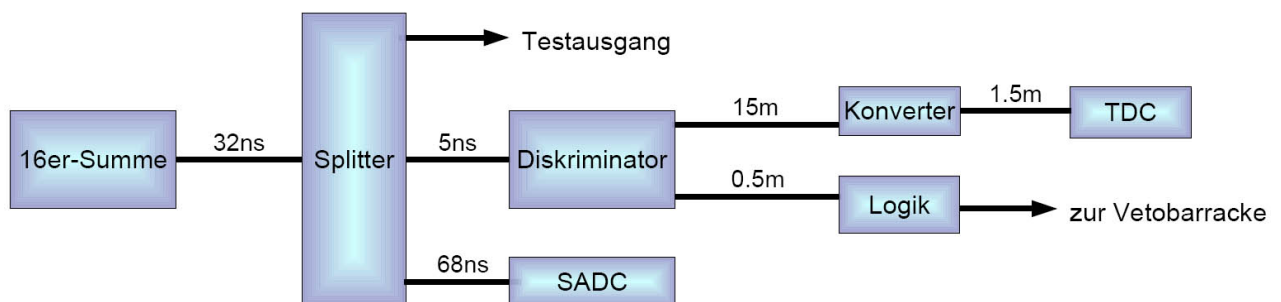 Testausgang
15m
Konverter
1.5m
TDC
16er-Summe
32ns
Splitter
5ns
Diskriminator
0.5m
Logik
zur Vetobarracke
68ns
SADC